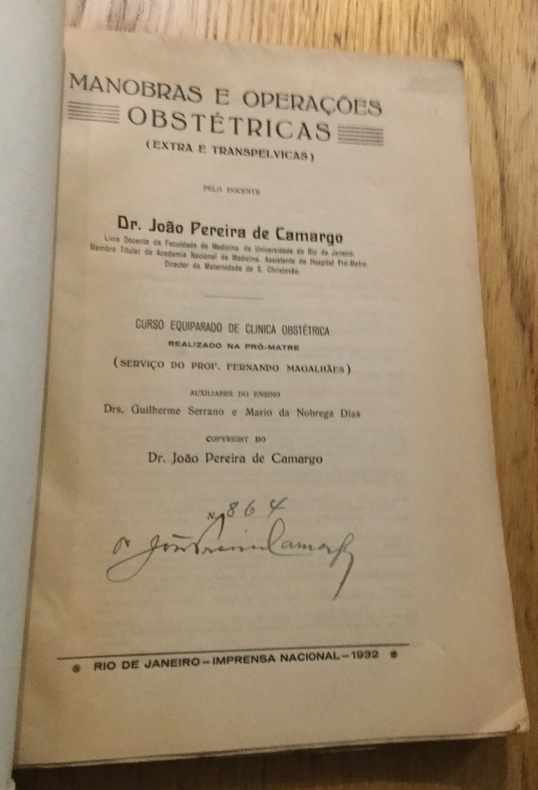 MANOBRAS E OPERAÇÕES
OBSTÉTRICAS
(EXTRA E TRANSPELVICAS)
PELO DOCENTE
Dr. João Pereira de Camargo
Livre Docente da Faculdade de Medicina da Universidade do Rio de Janeiro.
Membro Titular da Academia Nacional de Medicina. Assistente do Hospital Pró-Matre.
Director da Maternidade de S. Christovão.
CURSO EQUIPARADO DE CLINICA OBSTÉTRICA
REALIZADO NA PRÓ-MATRE
(SERVIÇO DO PROF. FERNANDO MAGALHÃES)
AUXILIARES DO ENSINO
Drs. Guilherme Serrano e Mario da Nobrega Dias
COPYRIGHT DO
Dr. João Pereira de Camargo
N. 864
Dr João Pereira Camargo
RIO DE JANEIRO – IMPRENSA NACIONAL – 1932